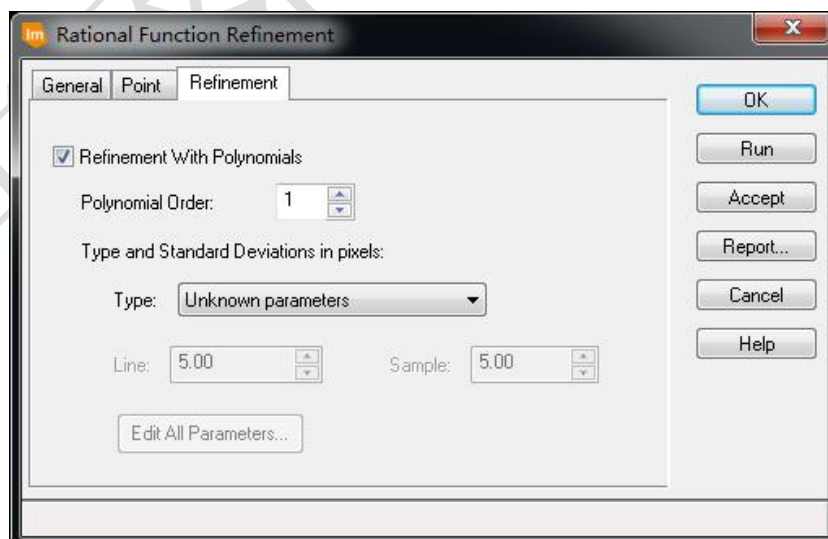 Im Rational Function Refinement
General Point Refinement
OK
Refinement With Polynomials
Run
Polynomial Order: 1
Accept
Type and Standard Deviations in pixels:
Report...
Type: Unknown parameters
Cancel
Line: 5.00 Sample: 5.00
Help
Edit All Parameters...